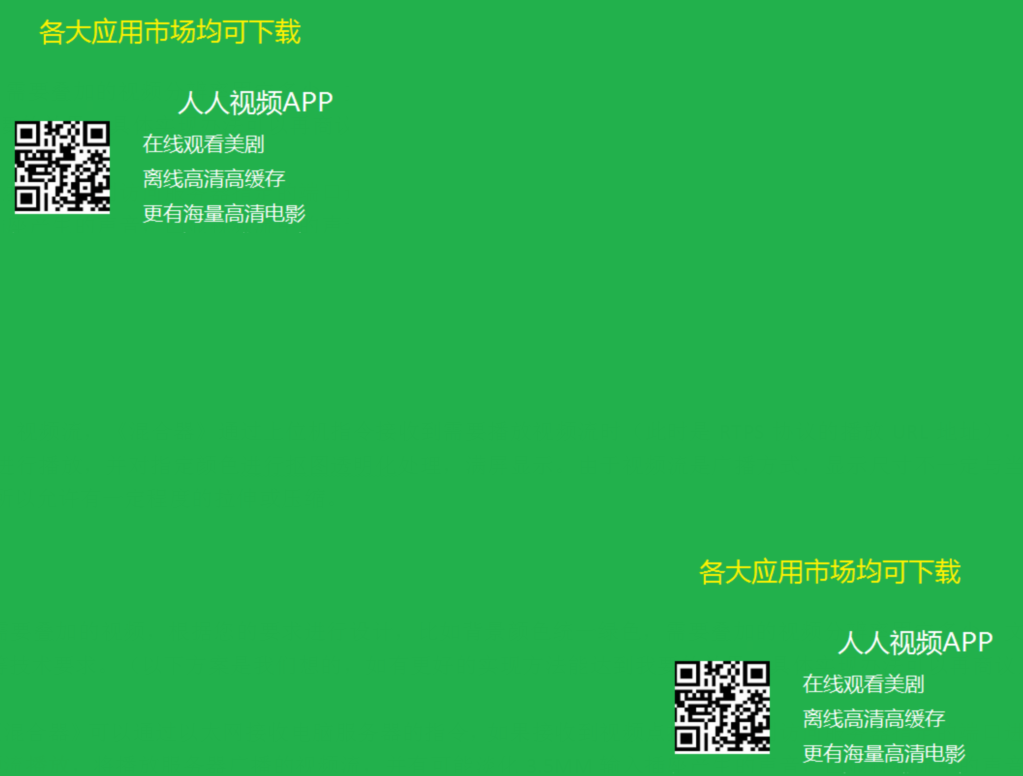 各大应用市场均可下载
人人视频APP
在线观看美剧
离线高清高缓存
更有海量高清电影
各大应用市场均可下载
人人视频APP
在线观看美剧
离线高清高缓存
更有海量高清电影